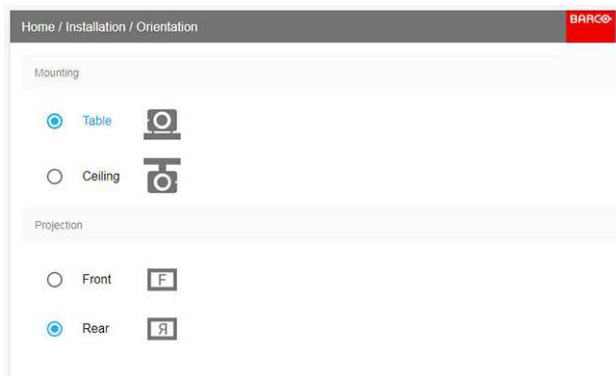 Home / Installation / Orientation
BARCO
Mounting
Table
Ceiling
Projection
Front F
Rear Я